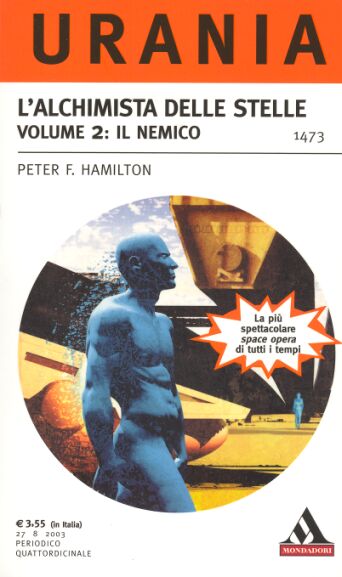 URANIA
L'ALCHIMISTA DELLE STELLE
VOLUME 2: IL NEMICO
1473
PETER F. HAMILTON
La più
spettacolare
space opera
di tutti i tempi
€ 3,55 (in Italia)
27 8 2003
PERIODICO
QUATTORDICINALE
MONDADORI